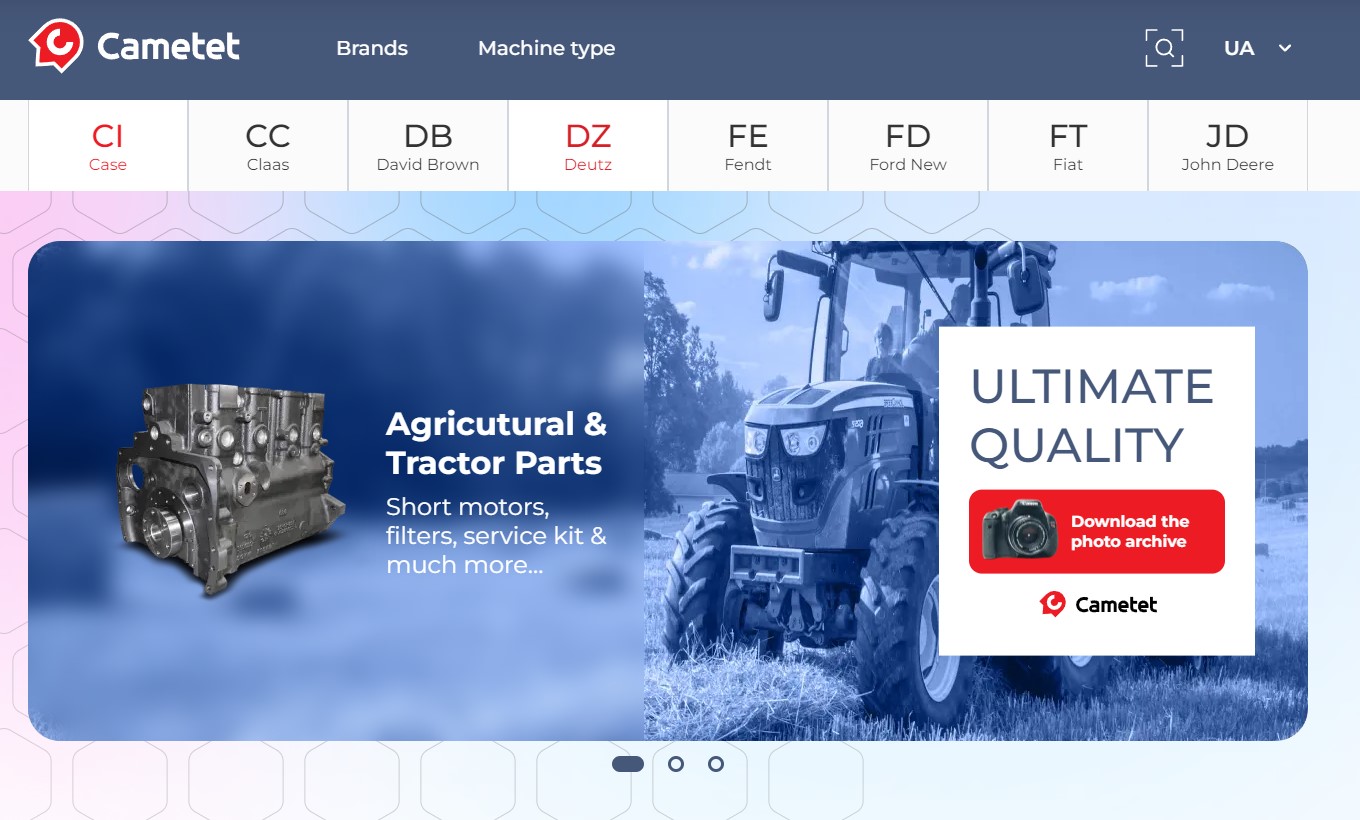 Cametet
Brands
Machine type
UA
CI
Case
CC
Claas
DB
David Brown
DZ
Deutz
FE
Fendt
FD
Ford New
FT
Fiat
JD
John Deere
Agricutural &
Tractor Parts
Short motors,
filters, service kit &
much more...
ULTIMATE
QUALITY
Download the
photo archive
Cametet